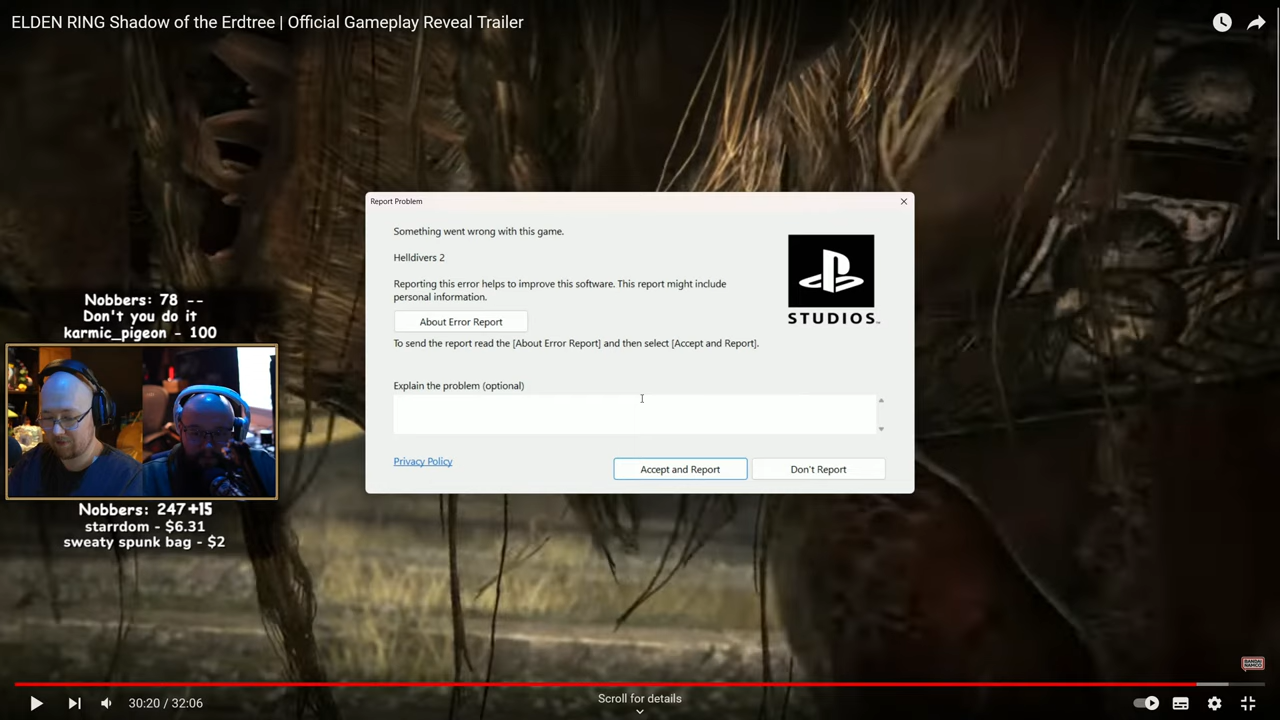 ELDEN RING Shadow of the Erdtree | Official Gameplay Reveal Trailer
Report Problem
Something went wrong with this game.
Helldivers 2
Reporting this error helps to improve this software. This report might include
personal information.
STUDIOS
About Error Report
To send the report read the [About Error Report] and then select [Accept and Report].
Explain the problem (optional)
Privacy Policy
Accept and Report
Don't Report
Nobbers: 78 --
Don't you do it
karmic_pigeon - 100
Nobbers: 247+15
starrdom - $6.31
sweaty spunk bag - $2
BANDAI
NAMCO
30:20 / 32:06
Scroll for details